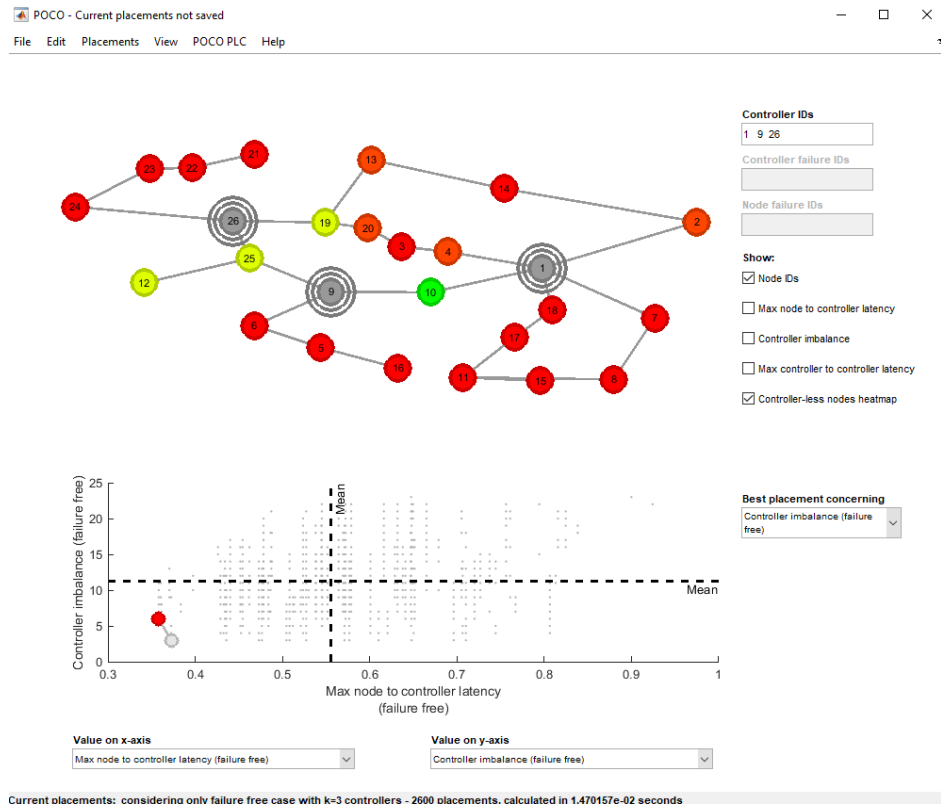 POCO - Current placements not saved
File Edit Placements View POCO PLC Help
Controller IDs
1 9 26
Controller failure IDs
Node failure IDs
Show:
Node IDs
Max node to controller latency
Controller imbalance
Max controller to controller latency
Controller-less nodes heatmap
21
23
22
13
14
24
26
19
20
2
3
4
25
1
12
9
10
18
7
6
17
5
16
11
15
8
Controller imbalance (failure free)
25
20
15
10
5
0
Mean
Mean
0.3 0.4 0.5 0.6 0.7 0.8 0.9 1
Max node to controller latency
(failure free)
Best placement concerning
Controller imbalance (failure
free)
Value on x-axis
Max node to controller latency (failure free)
Value on y-axis
Controller imbalance (failure free)
Current placements: considering only failure free case with k=3 controllers - 2600 placements, calculated in 1.470157e-02 seconds